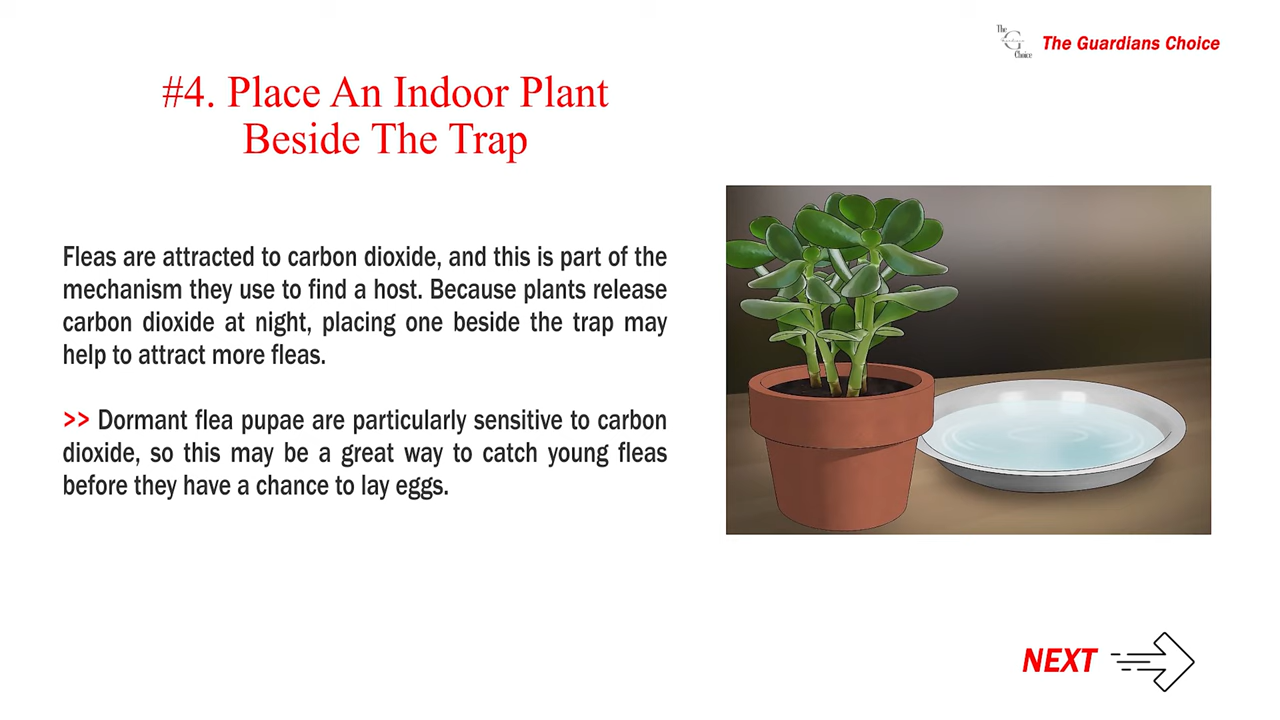 The
G
Choice
The Guardians Choice
#4. Place An Indoor Plant
Beside The Trap
Fleas are attracted to carbon dioxide, and this is part of the
mechanism they use to find a host. Because plants release
carbon dioxide at night, placing one beside the trap may
help to attract more fleas.
>> Dormant flea pupae are particularly sensitive to carbon
dioxide, so this may be a great way to catch young fleas
before they have a chance to lay eggs.
NEXT